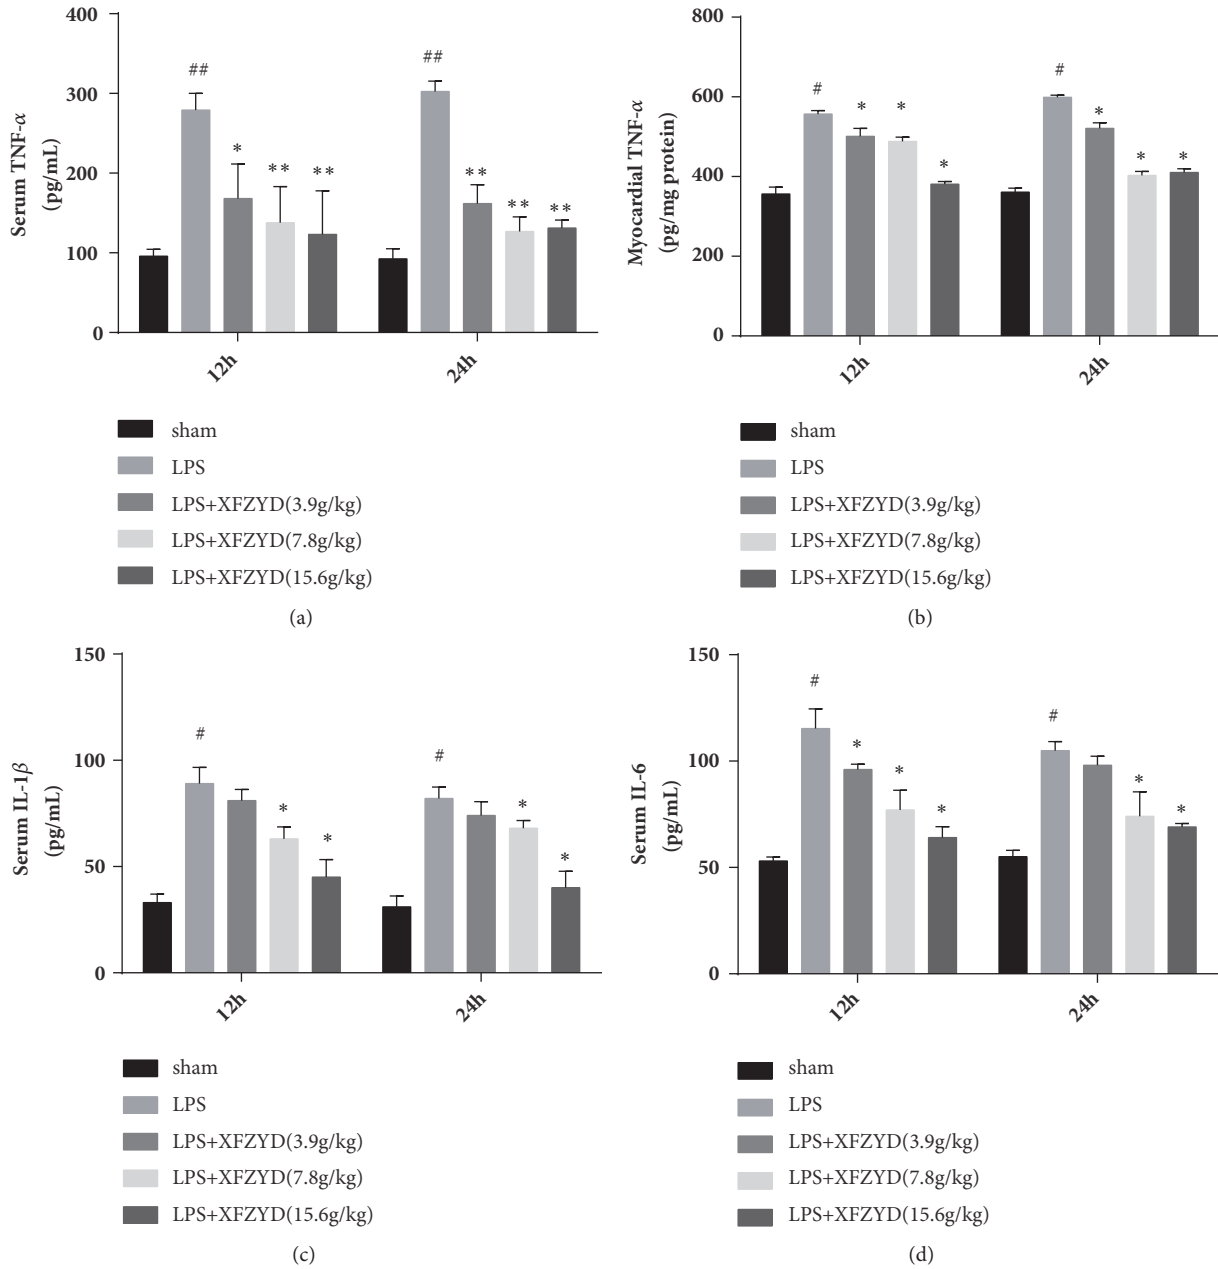 400
300
200
100
0
Serum TNF-α
(pg/mL)
##
*
**
**
##
**
**
**
12h
24h
sham
LPS
LPS+XFZYD(3.9g/kg)
LPS+XFZYD(7.8g/kg)
LPS+XFZYD(15.6g/kg)
(a)
800
600
400
200
0
Myocardial TNF-α
(pg/mg protein)
#
*
*
*
#
*
*
*
12h
24h
sham
LPS
LPS+XFZYD(3.9g/kg)
LPS+XFZYD(7.8g/kg)
LPS+XFZYD(15.6g/kg)
(b)
150
100
50
0
Serum IL-1β
(pg/mL)
#
*
*
#
*
*
12h
24h
sham
LPS
LPS+XFZYD(3.9g/kg)
LPS+XFZYD(7.8g/kg)
LPS+XFZYD(15.6g/kg)
(c)
150
100
50
0
Serum IL-6
(pg/mL)
#
*
*
*
#
*
*
12h
24h
sham
LPS
LPS+XFZYD(3.9g/kg)
LPS+XFZYD(7.8g/kg)
LPS+XFZYD(15.6g/kg)
(d)